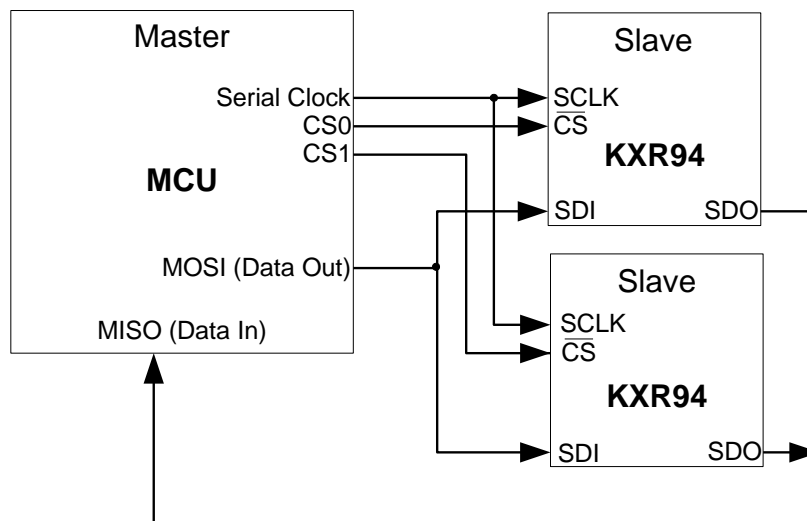 Master
Serial Clock
CS0
CS1
MCU
MOSI (Data Out)
MISO (Data In)
Slave
SCLK
CS
KXR94
SDI
SDO
Slave
SCLK
CS
KXR94
SDI
SDO